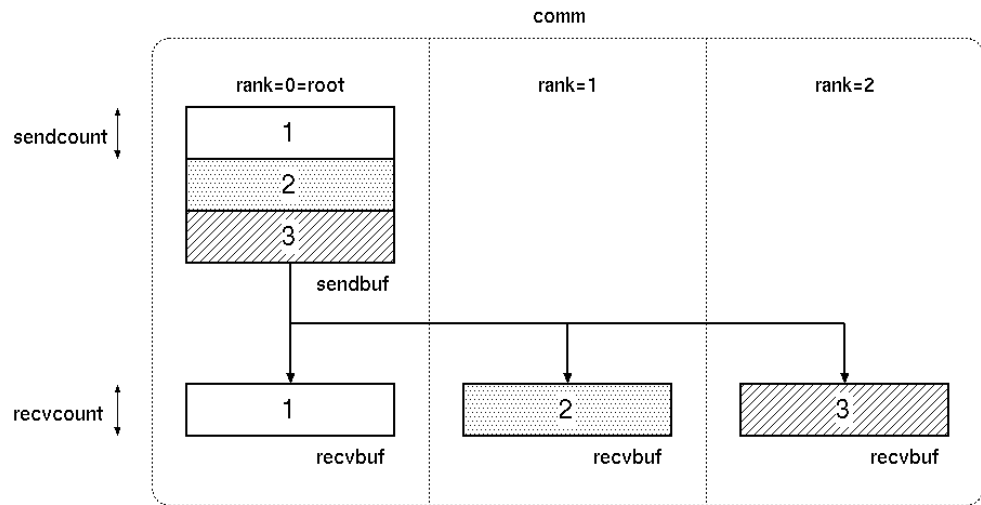 comm
rank=0=root rank=1 rank=2
sendcount
1
2
3
sendbuf
recvcount
1 2 3
recvbuf recvbuf recvbuf